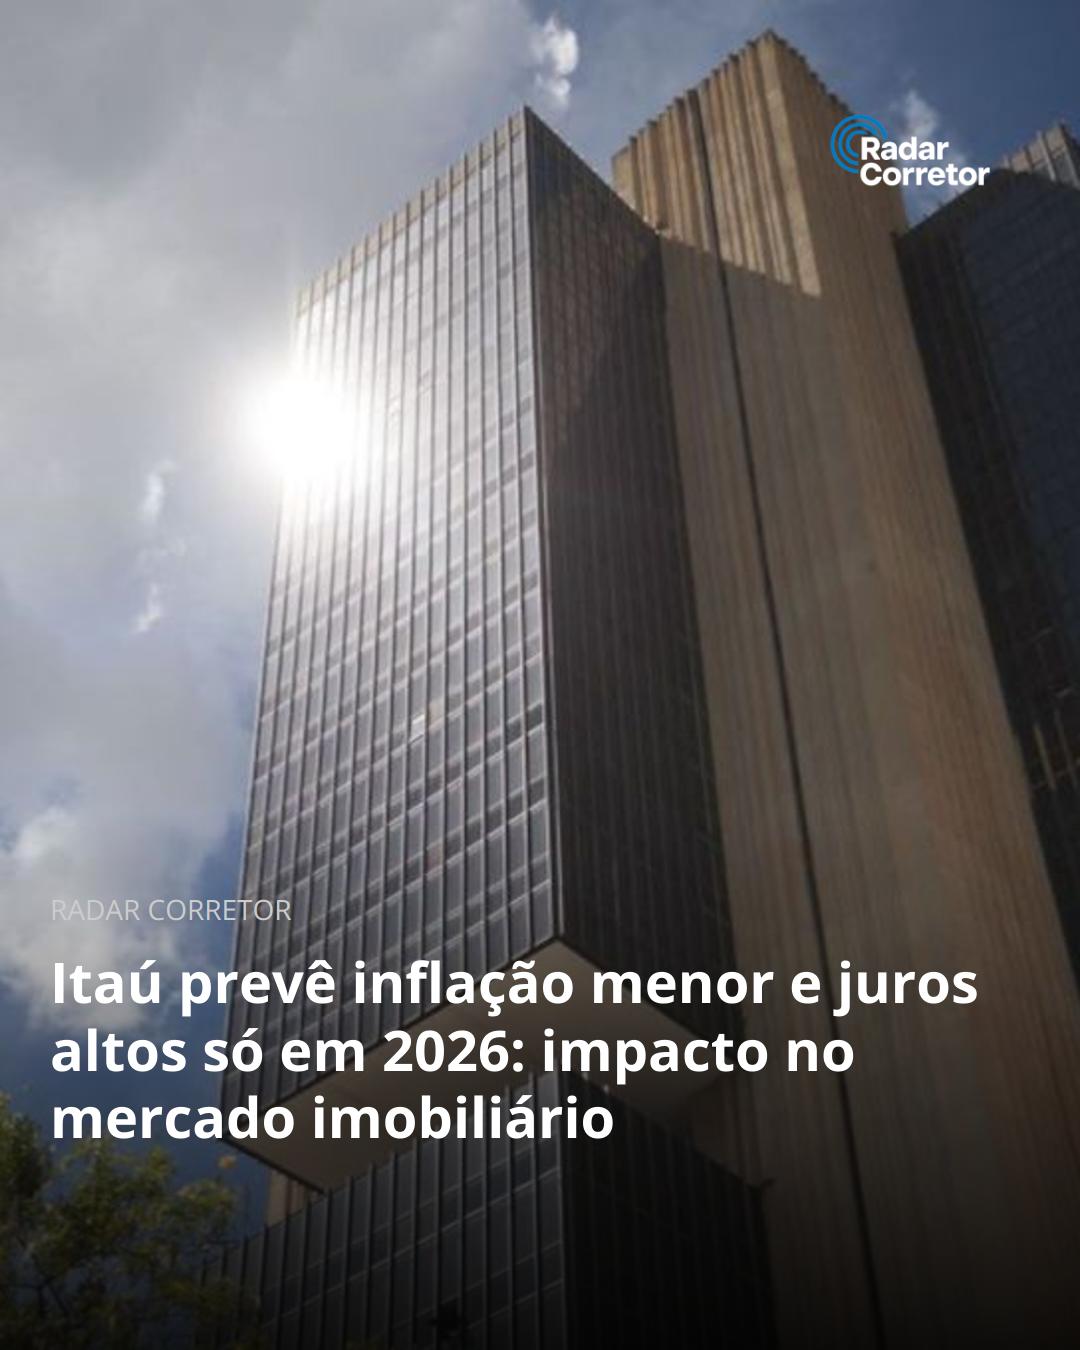 Radar
Corretor
RADAR CORRETOR
Itaú prevê inflação menor e juros
altos só em 2026: impacto no
mercado imobiliário